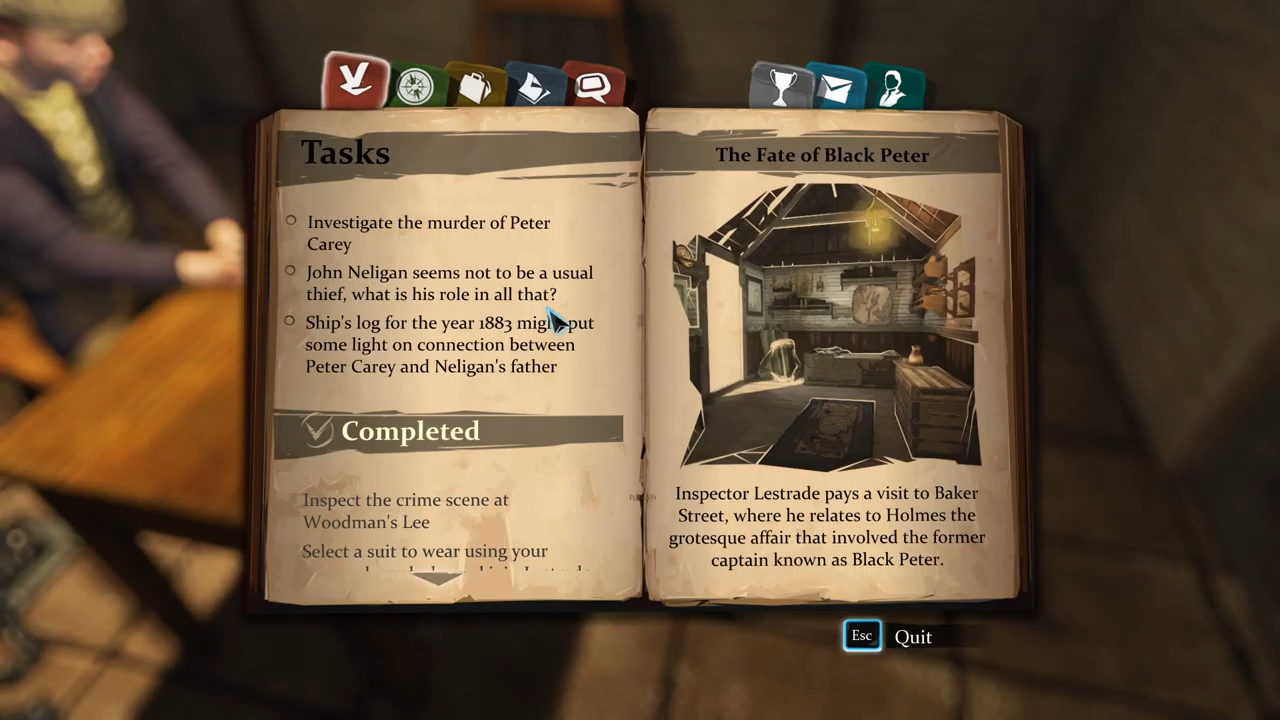 Tasks
Investigate the murder of Peter
Carey
John Neligan seems not to be a usual
thief, what is his role in all that?
Ship's log for the year 1883 might put
some light on connection between
Peter Carey and Neligan's father
Completed
Inspect the crime scene at
Woodman's Lee
Select a suit to wear using your
The Fate of Black Peter
Inspector Lestrade pays a visit to Baker
Street, where he relates to Holmes the
grotesque affair that involved the former
captain known as Black Peter.
Esc Quit